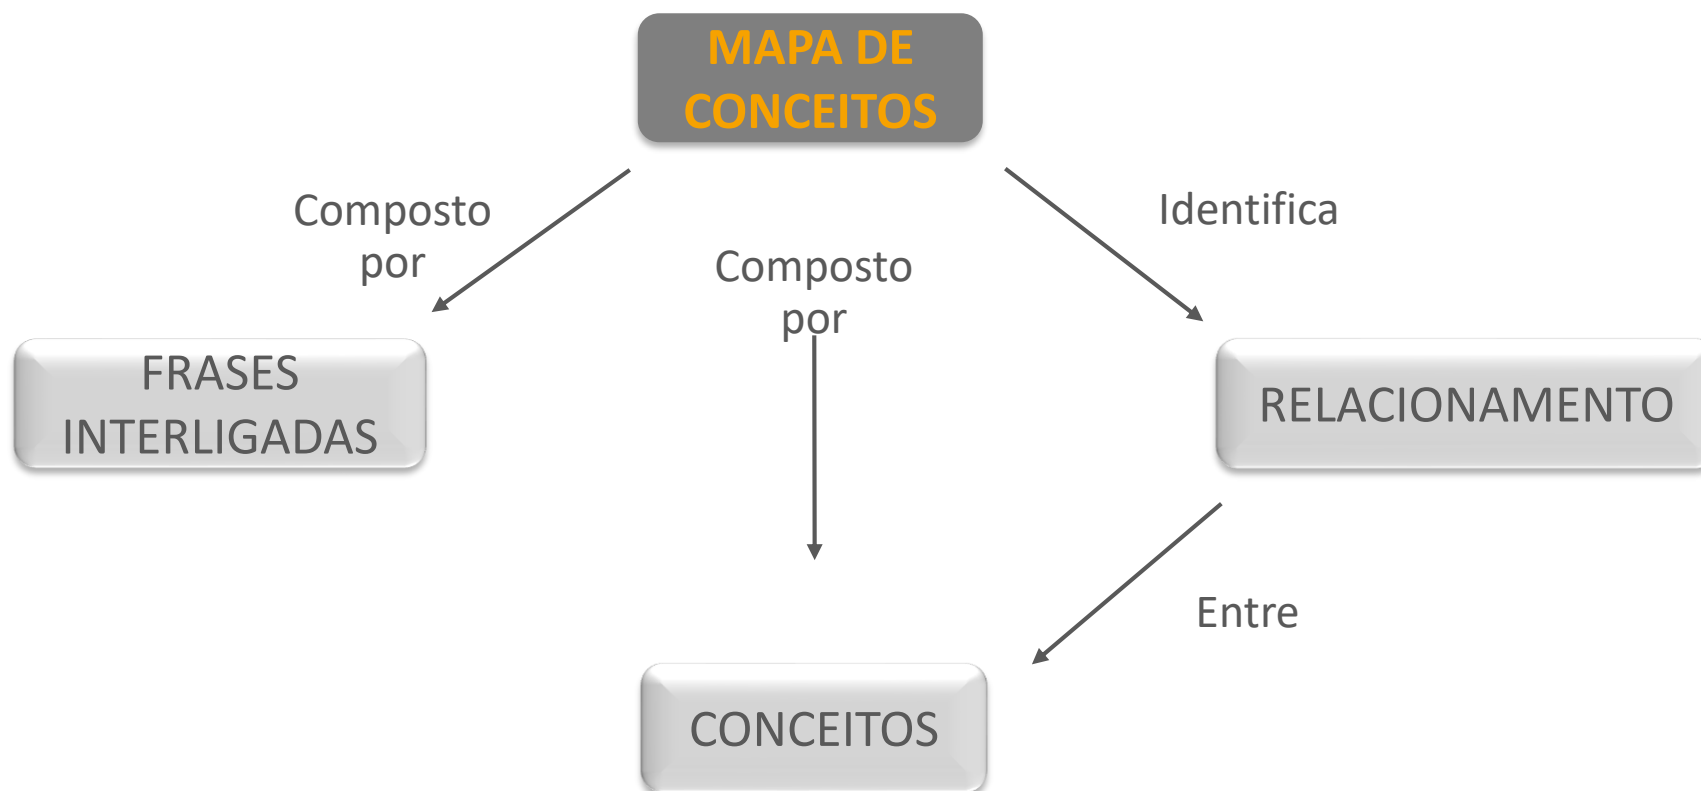 MAPA DE
CONCEITOS
Composto
por
Composto
por
Identifica
FRASES
INTERLIGADAS
RELACIONAMENTO
Entre
CONCEITOS